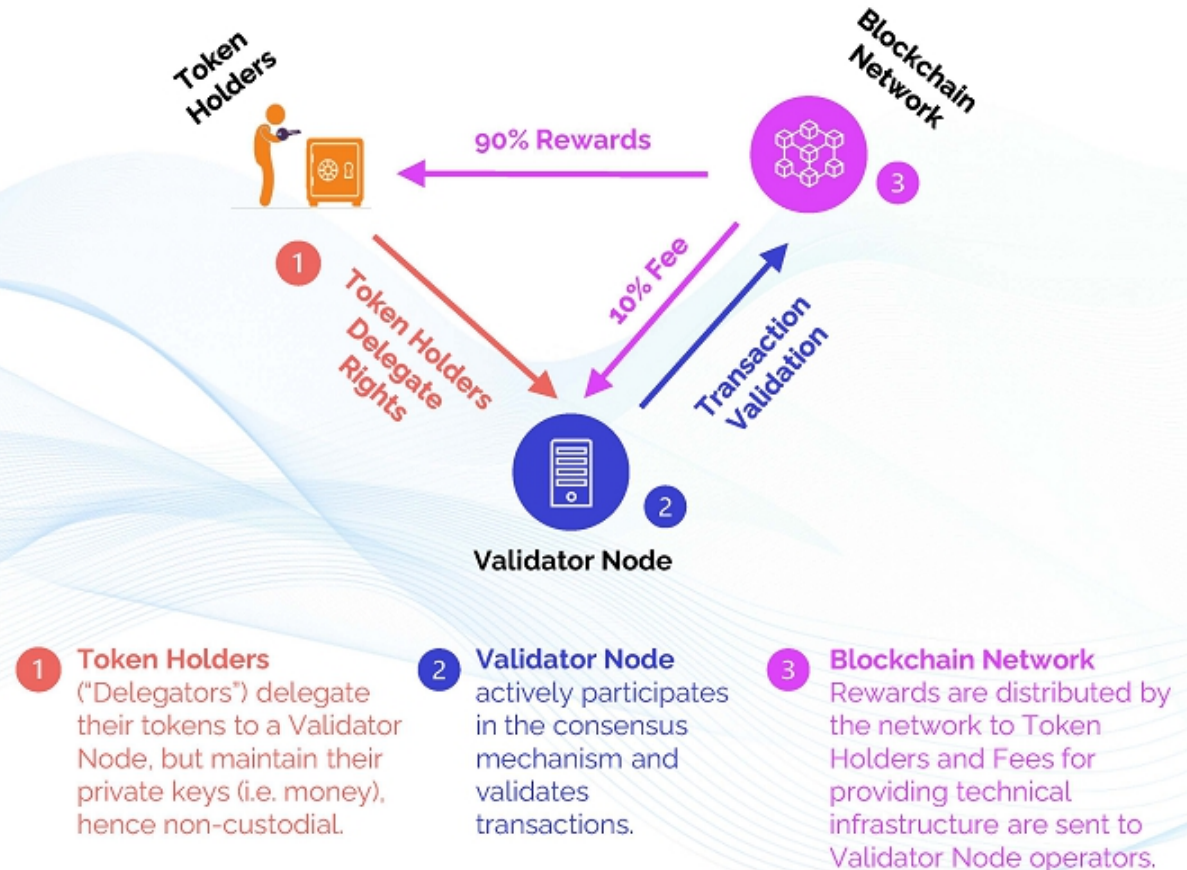 Token
Holders
Blockchain
Network
90% Rewards
3
1
10% Fee
Token Holders
Delegate
Rights
Transaction
Validation
2
Validator Node
1
Token Holders
(“Delegators”) delegate
their tokens to a Validator
Node, but maintain their
private keys (i.e. money),
hence non-custodial.
2
Validator Node
actively participates
in the consensus
mechanism and
validates
transactions.
3
Blockchain Network
Rewards are distributed by
the network to Token
Holders and Fees for
providing technical
infrastructure are sent to
Validator Node operators.